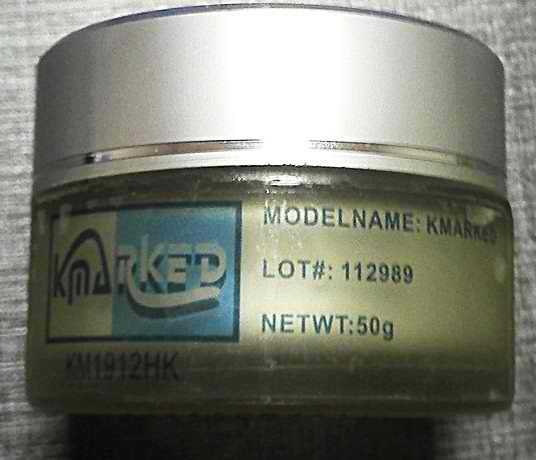 KMARKED
KM1912HK
MODELNAME: KMARKED
LOT#: 112989
NETWT:50g